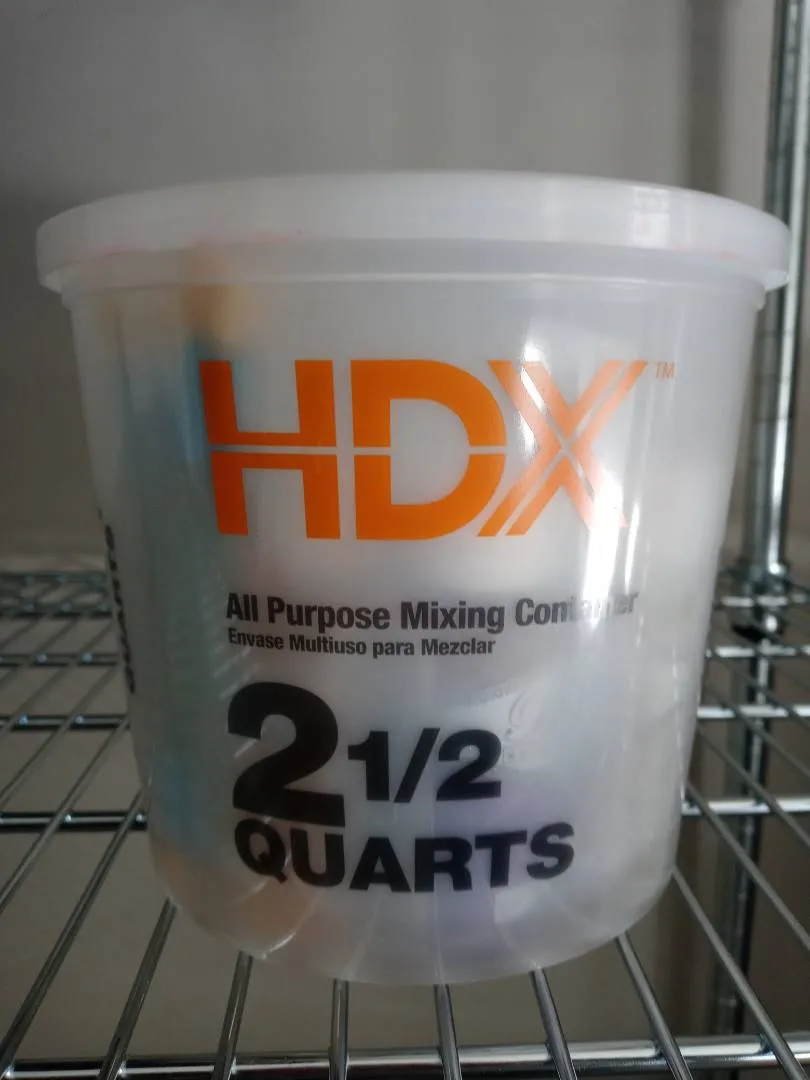 HDX™
All Purpose Mixing Container
Envase Multiuso para Mezclar
2 1/2
QUARTS